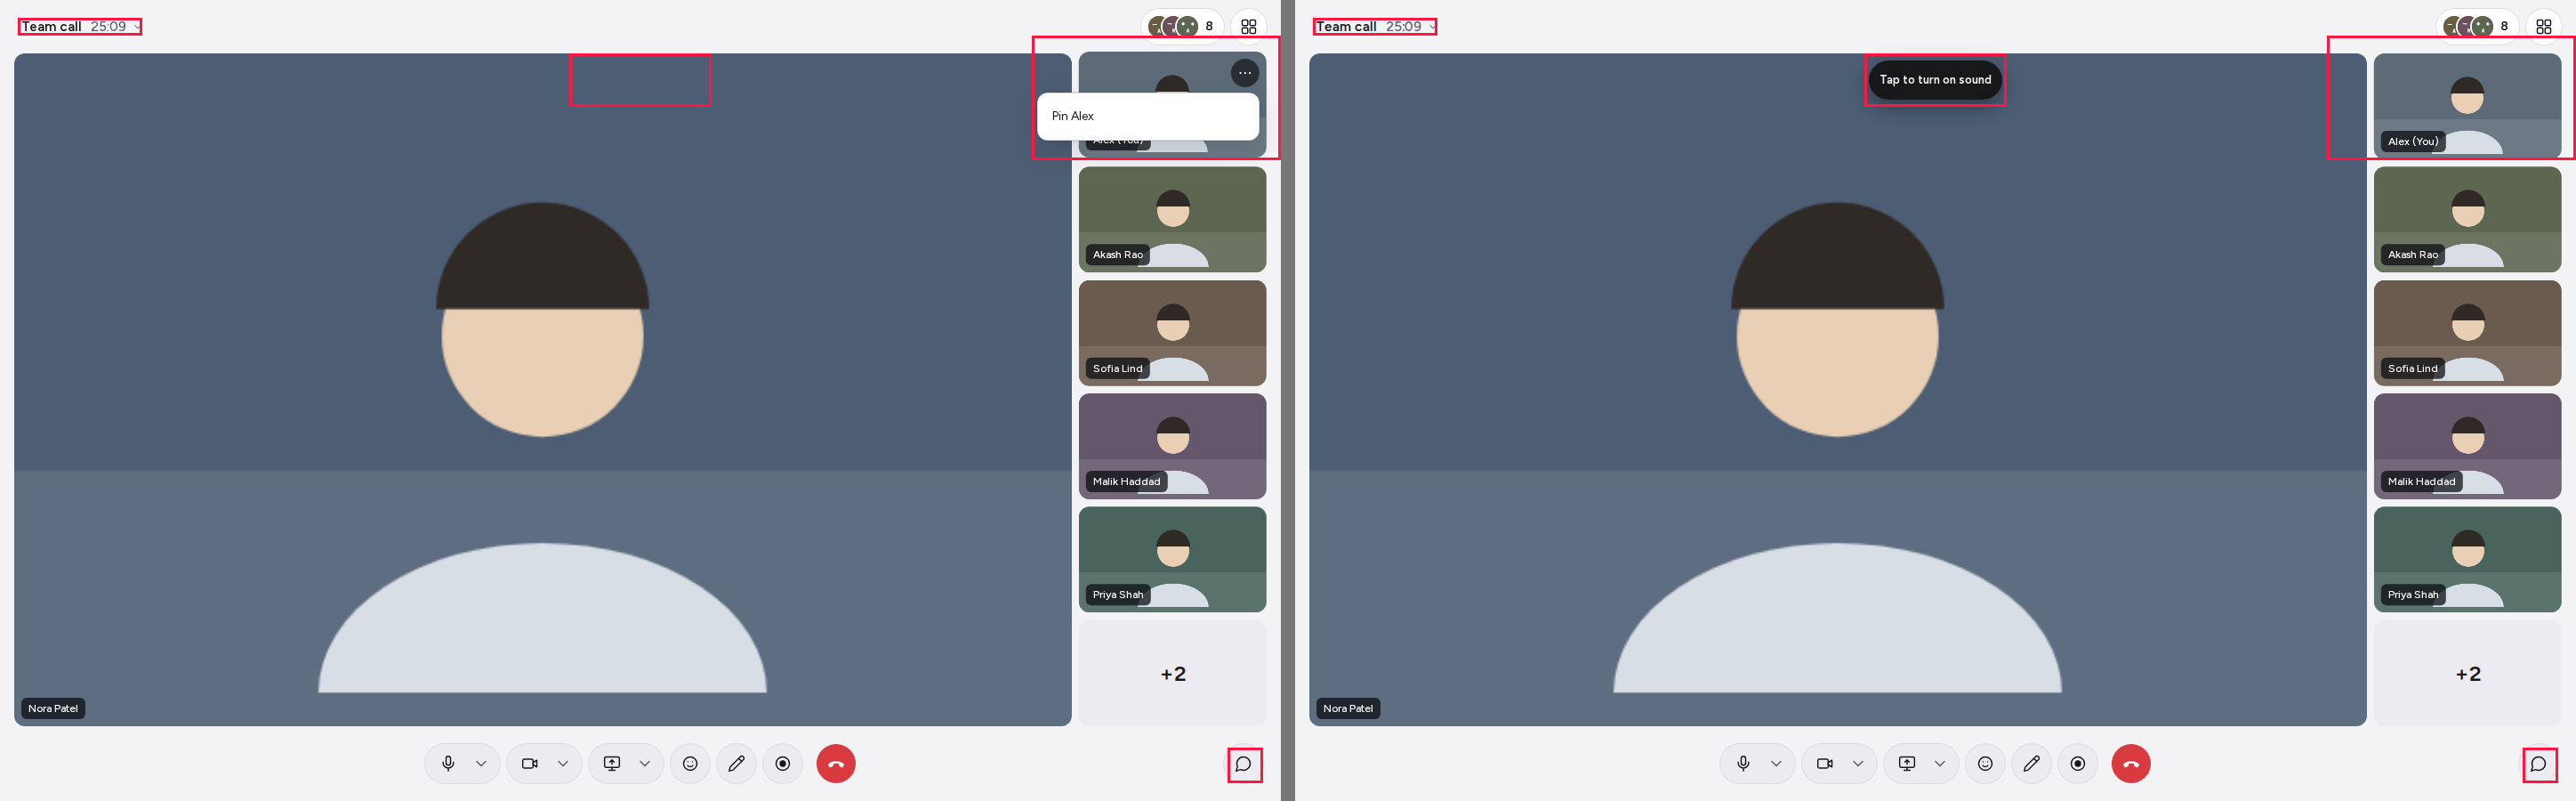 Team call 25:09
8
Pin Alex
Alex (You)
Akash Rao
Sofia Lind
Malik Haddad
Priya Shah
+2
Nora Patel
Team call 25:09
8
Tap to turn on sound
Alex (You)
Akash Rao
Sofia Lind
Malik Haddad
Priya Shah
+2
Nora Patel